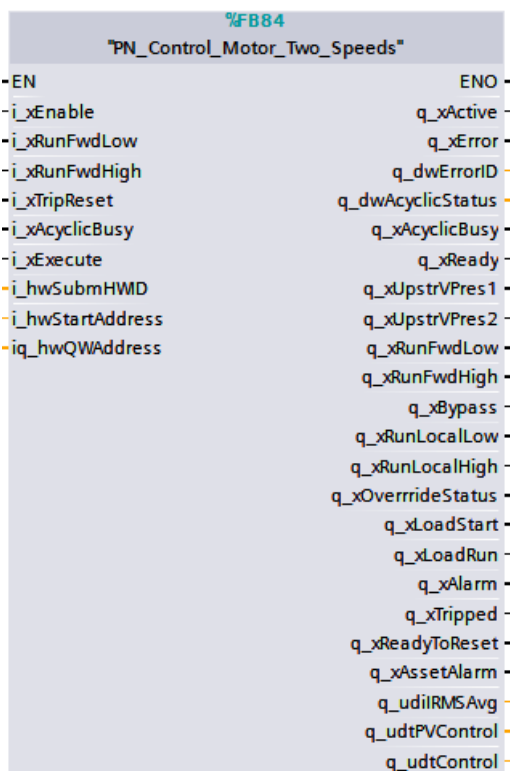 %FB84
"PN_Control_Motor_Two_Speeds"
EN ENO
i_xEnable q_xActive
i_xRunFwdLow q_xError
i_xRunFwdHigh q_dwErrorID
i_xTripReset q_dwAcyclicStatus
i_xAcyclicBusy q_xAcyclicBusy
i_xExecute q_xReady
i_hwSubmHWID q_xUpstrVPres1
i_hwStartAddress q_xUpstrVPres2
iq_hwQWAddress q_xRunFwdLow
q_xRunFwdHigh
q_xBypass
q_xRunLocalLow
q_xRunLocalHigh
q_xOverrrideStatus
q_xLoadStart
q_xLoadRun
q_xAlarm
q_xTripped
q_xReadyToReset
q_xAssetAlarm
q_udiIRMSAvg
q_udtPVControl
q_udtControl